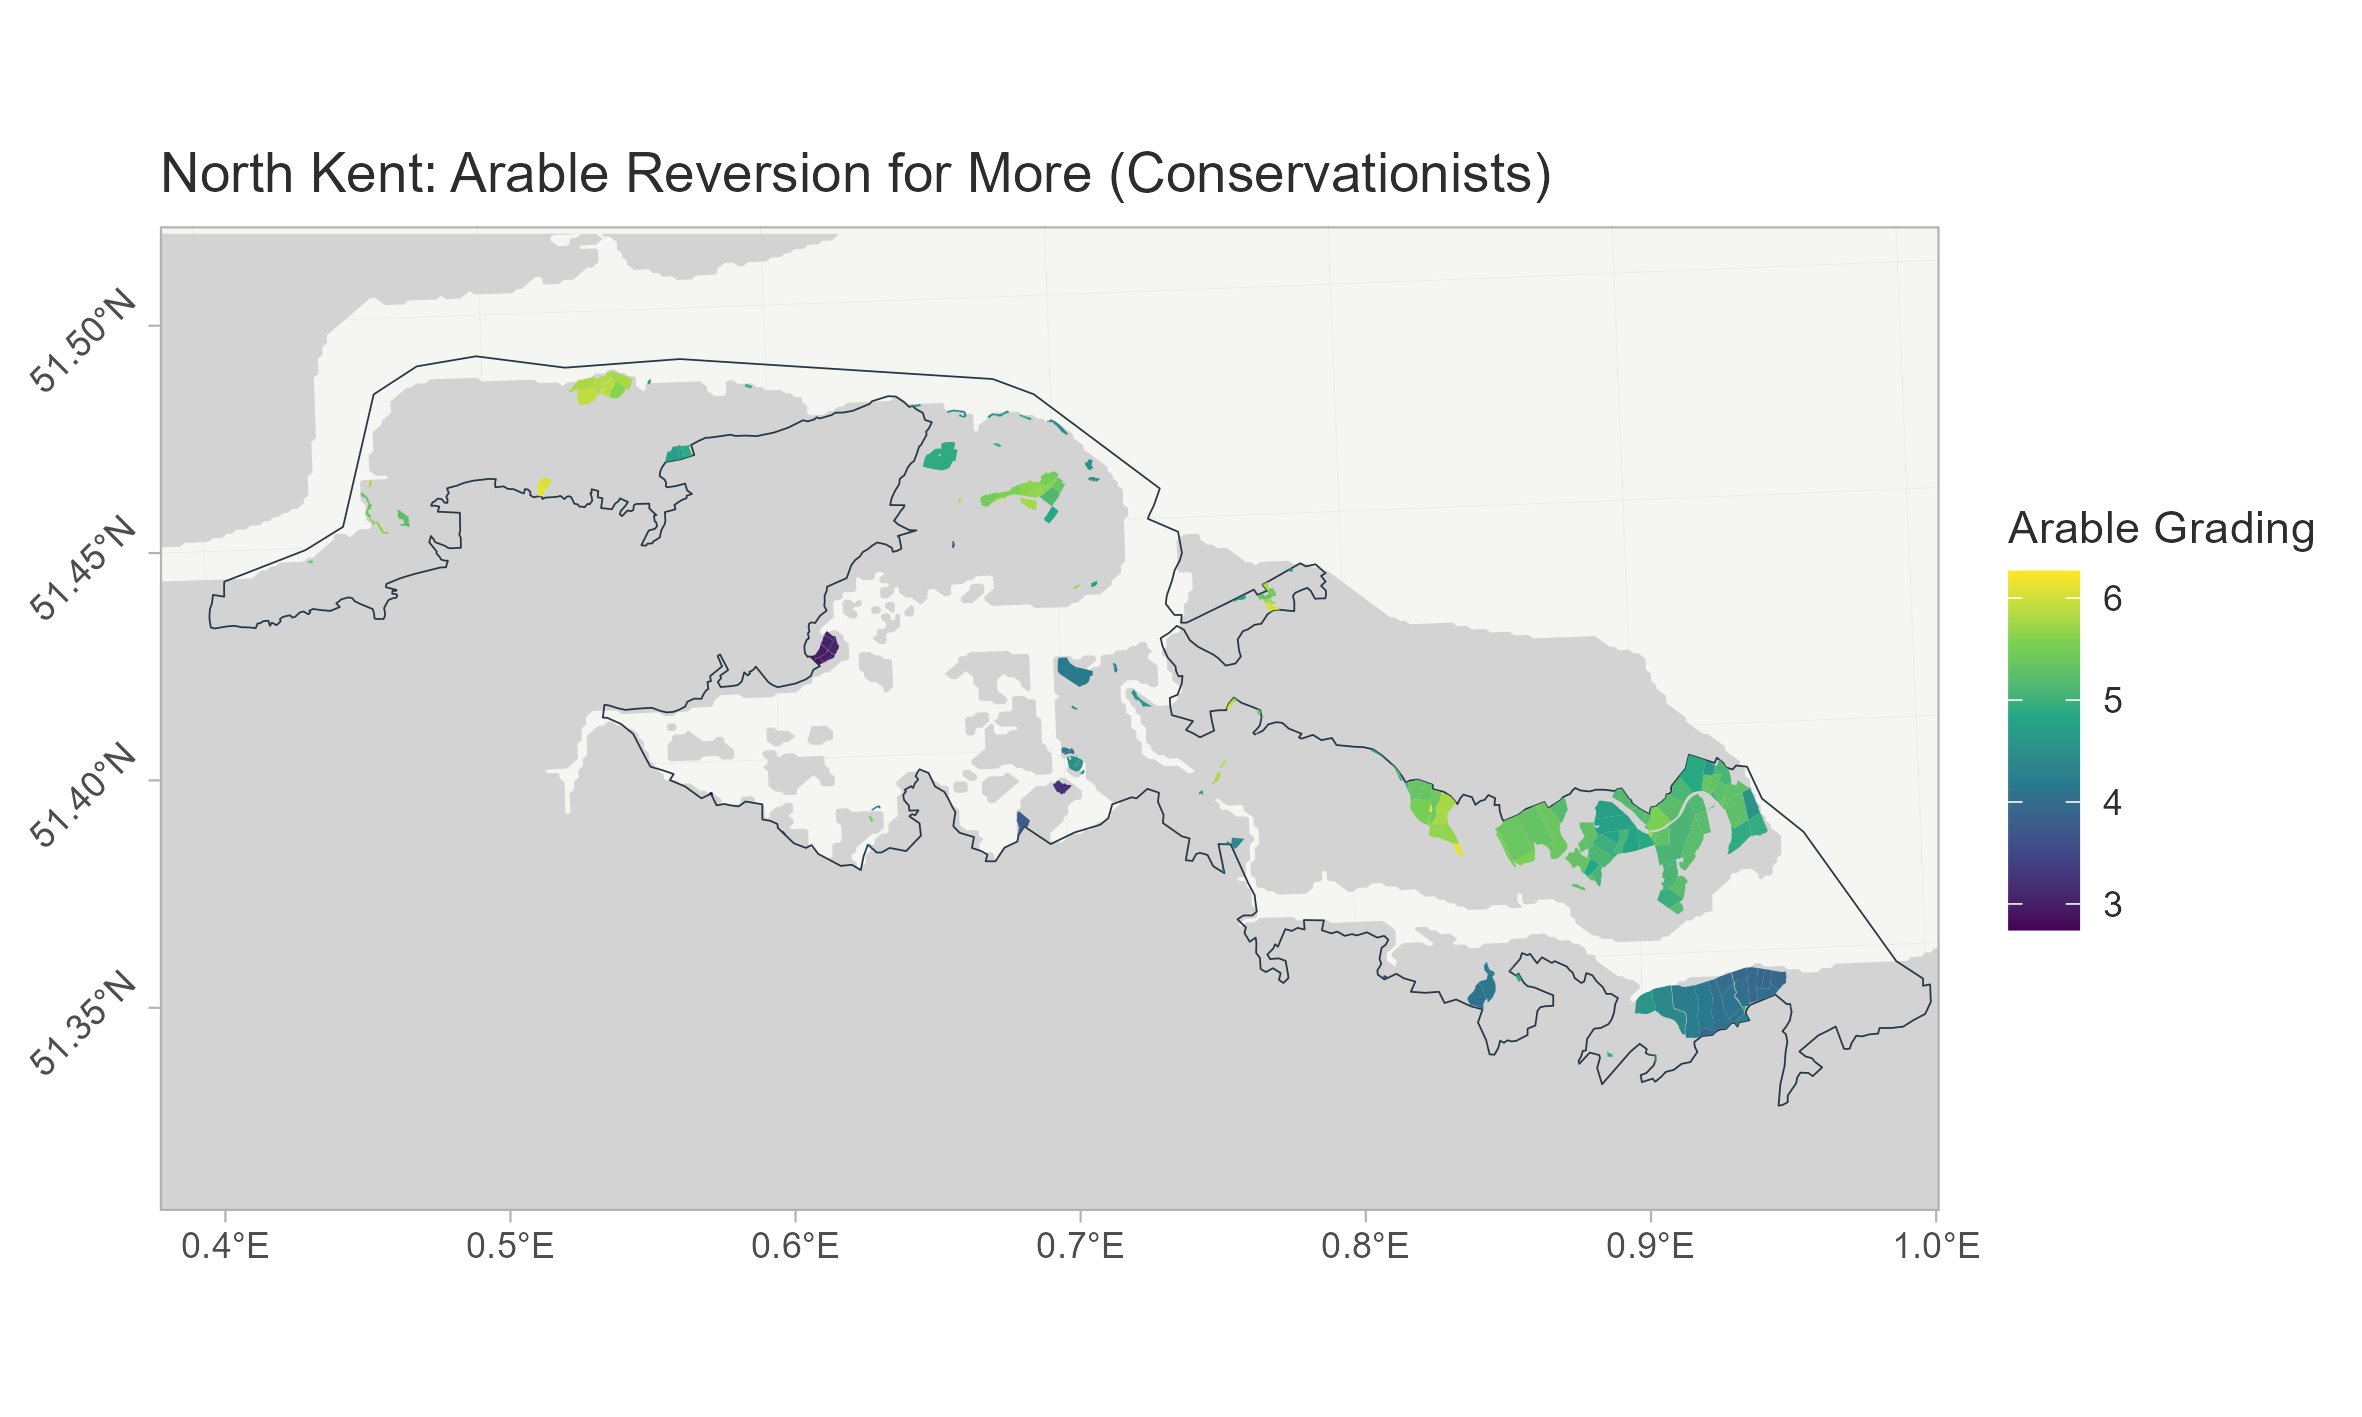 North Kent: Arable Reversion for More (Conservationists)
51.50°N
51.45°N
51.40°N
51.35°N
0.4°E
0.5°E
0.6°E
0.7°E
0.8°E
0.9°E
1.0°E
Arable Grading
6
5
4
3